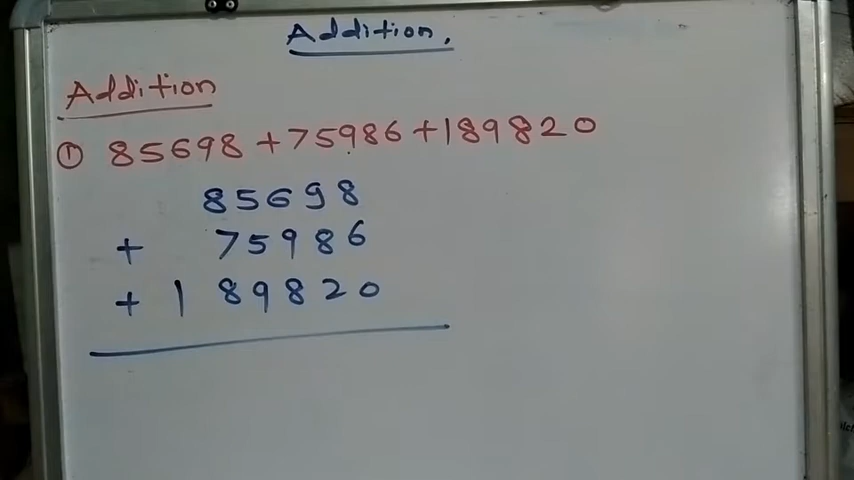 Addition.
Addition
① 85698 + 75986 + 189820
85698
+ 75986
+ 189820